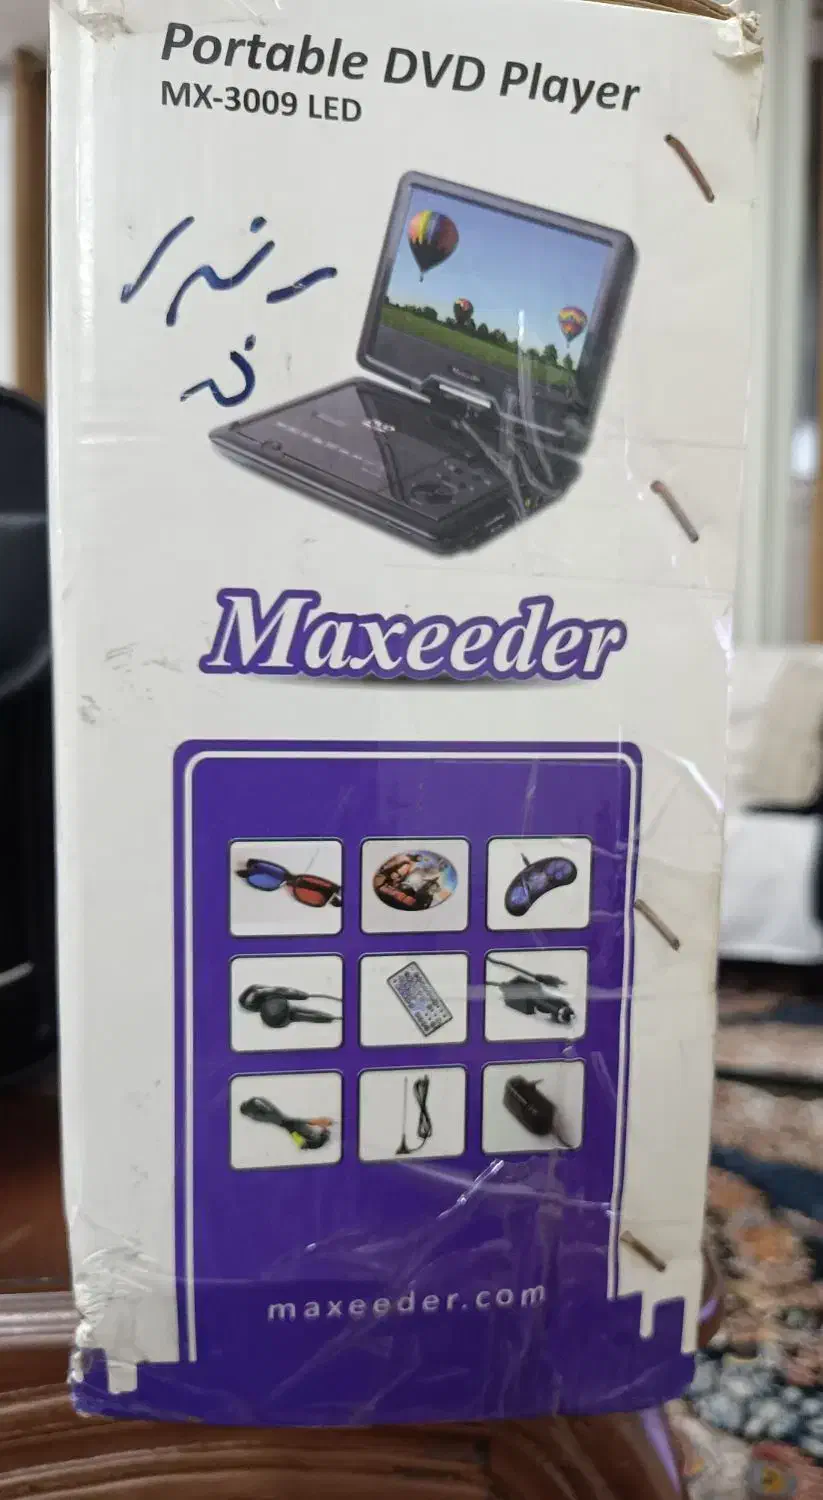 Portable DVD Player
MX-3009 LED
Maxeeder
maxeeder.com